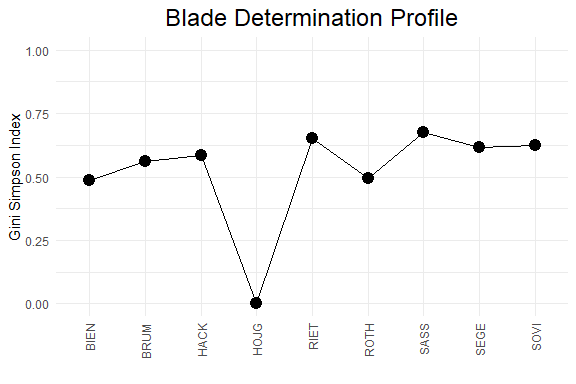 Blade Determination Profile
Gini Simpson Index
1.00
0.75
0.50
0.25
0.00
BIEN
BRUM
HACK
HOJG
RIET
ROTH
SASS
SEGE
SOVI